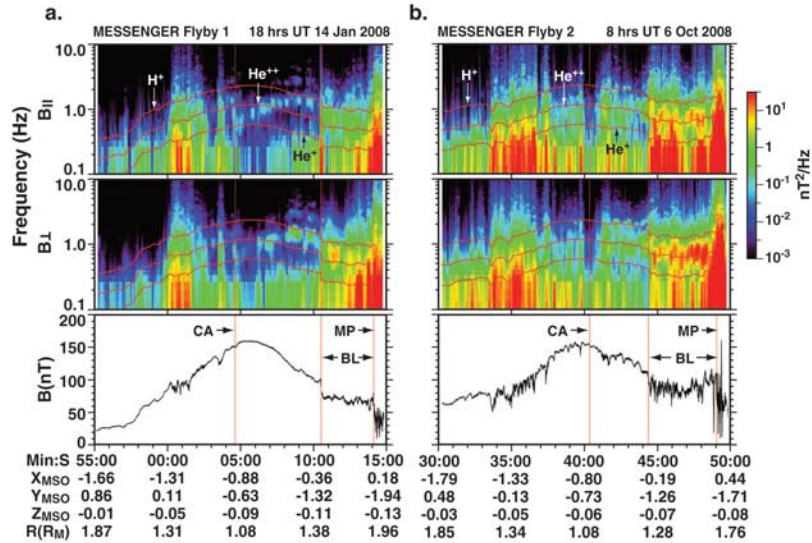 a.
MESSENGER Flyby 1 18 hrs UT 14 Jan 2008
b.
MESSENGER Flyby 2 8 hrs UT 6 Oct 2008
Frequency (Hz)
B||
10.0
1.0
0.1
H+
He++
He+
H+
He++
He+
B⊥
10.0
1.0
0.1
nT²/Hz
10¹
1
10⁻¹
10⁻²
10⁻³
B(nT)
200
150
100
50
0
CA
MP
BL
CA
MP
BL
Min:S 55:00 00:00 05:00 10:00 15:00 30:00 35:00 40:00 45:00 50:00
XMSO -1.66 -1.31 -0.88 -0.36 0.18 -1.79 -1.33 -0.80 -0.19 0.44
YMSO 0.86 0.11 -0.63 -1.32 -1.94 0.48 -0.13 -0.73 -1.26 -1.71
ZMSO -0.01 -0.05 -0.09 -0.11 -0.13 -0.03 -0.05 -0.06 -0.07 -0.08
R(RM) 1.87 1.31 1.08 1.38 1.96 1.85 1.34 1.08 1.28 1.76